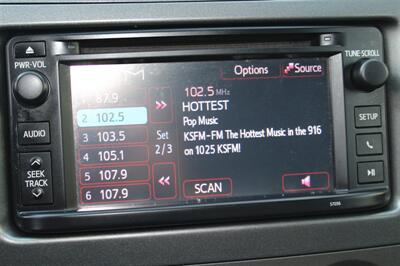 PWR·VOL
TUNE·SCROLL
FM
Options
Source
1 87.9
102.5 MHz
HOTTEST
2 102.5
Pop Music
3 103.5
Set
KSFM-FM The Hottest Music in the 916
4 105.1
2/3
on 1025 KSFM!
5 107.9
6 107.9
SCAN
AUDIO
SEEK
TRACK
SETUP
57096